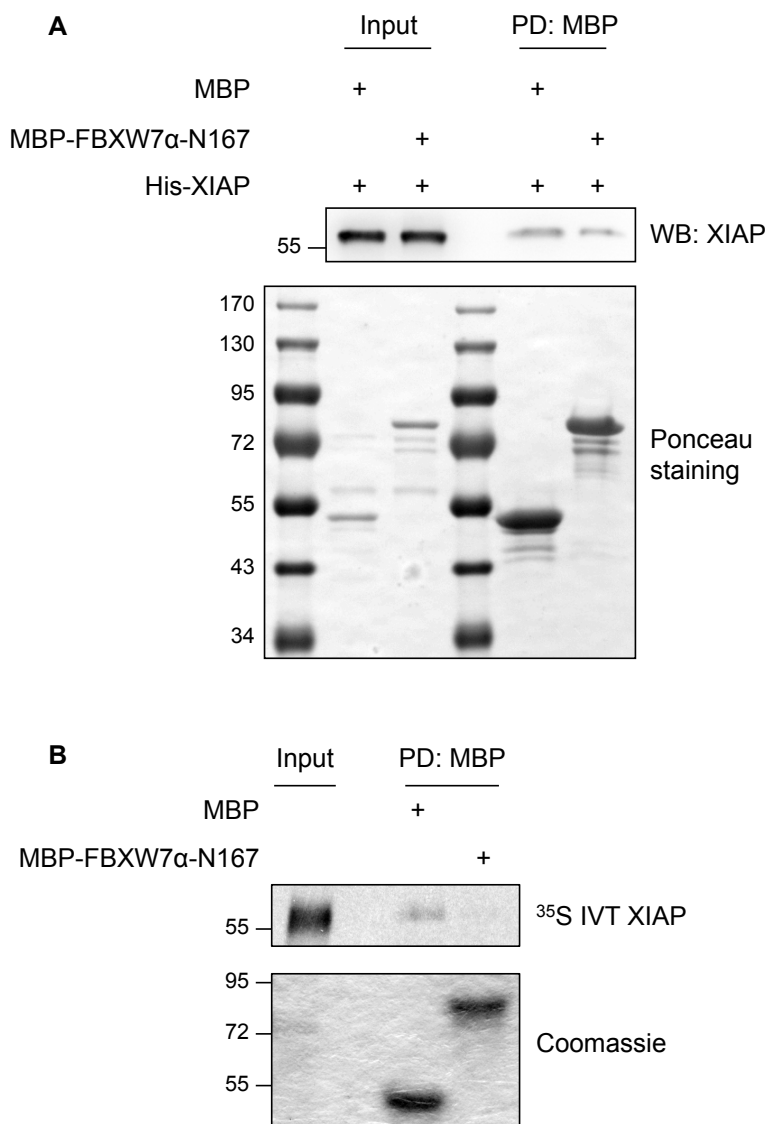 A
Input PD: MBP
MBP + +
MBP-FBXW7α-N167 + +
His-XIAP + + + +
55 WB: XIAP
170
130
95
72
55
43
34
Ponceau
staining
B
Input PD: MBP
MBP +
MBP-FBXW7α-N167 +
55 ³⁵S IVT XIAP
95
72
55
Coomassie